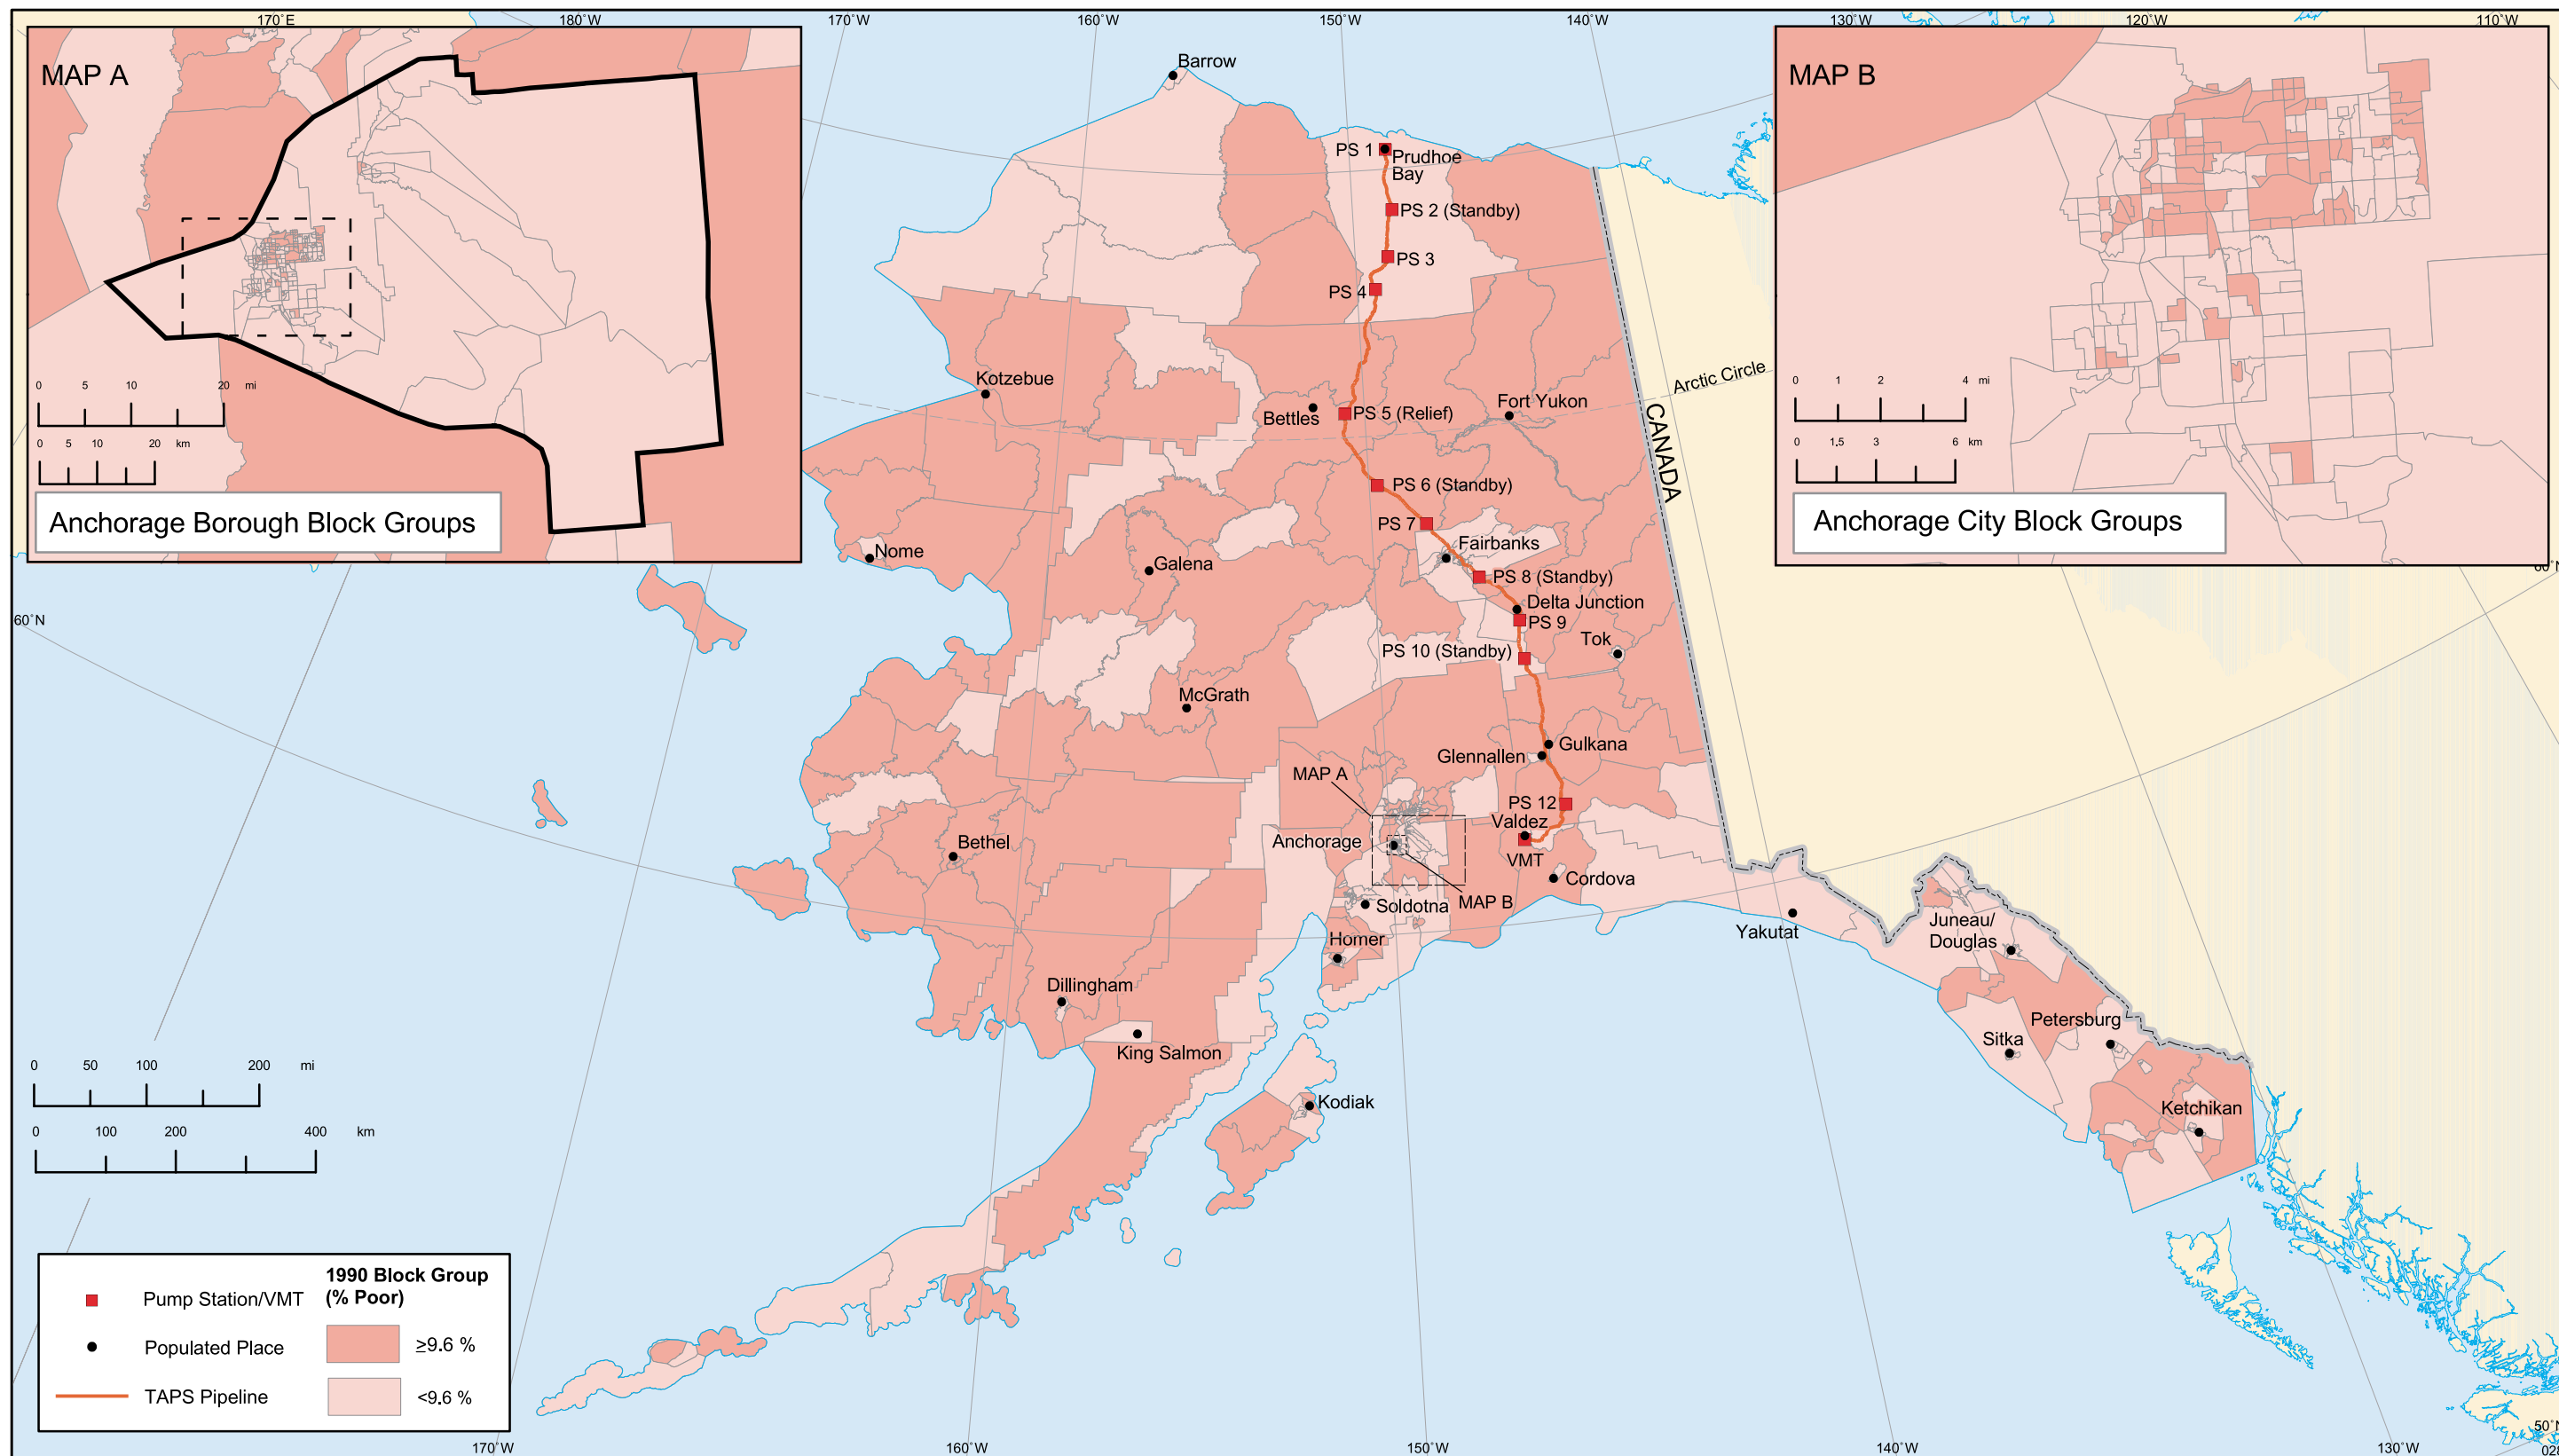 170°E
180°W
170°W
160°W
150°W
140°W
130°W
120°W
110°W
MAP A
0 5 10 20 mi
0 5 10 20 km
Anchorage Borough Block Groups
MAP B
0 1 2 4 mi
0 1.5 3 6 km
Anchorage City Block Groups
Barrow
PS 1
Prudhoe
Bay
PS 2 (Standby)
PS 3
PS 4
Arctic Circle
CANADA
Kotzebue
Bettles
PS 5 (Relief)
Fort Yukon
PS 6 (Standby)
PS 7
Fairbanks
Nome
Galena
PS 8 (Standby)
Delta Junction
PS 9
Tok
PS 10 (Standby)
60°N
McGrath
Gulkana
Glennallen
MAP A
PS 12
Valdez
Anchorage
VMT
Bethel
Cordova
Soldotna
MAP B
Homer
Yakutat
Juneau/
Douglas
Dillingham
King Salmon
Petersburg
Sitka
Kodiak
Ketchikan
0 50 100 200 mi
0 100 200 400 km
1990 Block Group
(% Poor)
Pump Station/VMT
Populated Place
TAPS Pipeline
≥9.6 %
<9.6 %
170°W
160°W
150°W
140°W
130°W
50°N